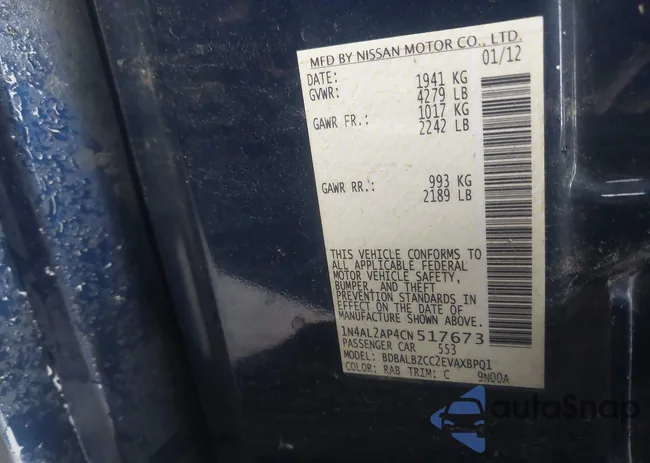 MFD BY NISSAN MOTOR CO., LTD.
DATE: 01/12
GVWR: 1941 KG
4279 LB
GAWR FR.: 1017 KG
2242 LB
GAWR RR.: 993 KG
2189 LB
THIS VEHICLE CONFORMS TO
ALL APPLICABLE FEDERAL
MOTOR VEHICLE SAFETY,
BUMPER, AND THEFT
PREVENTION STANDARDS IN
EFFECT ON THE DATE OF
MANUFACTURE SHOWN ABOVE.
1N4AL2AP4CN517673
PASSENGER CAR 553
MODEL: BDBALBZCC2EVAXBPQ1
COLOR: RAB TRIM: C 9N00A
autoSnap